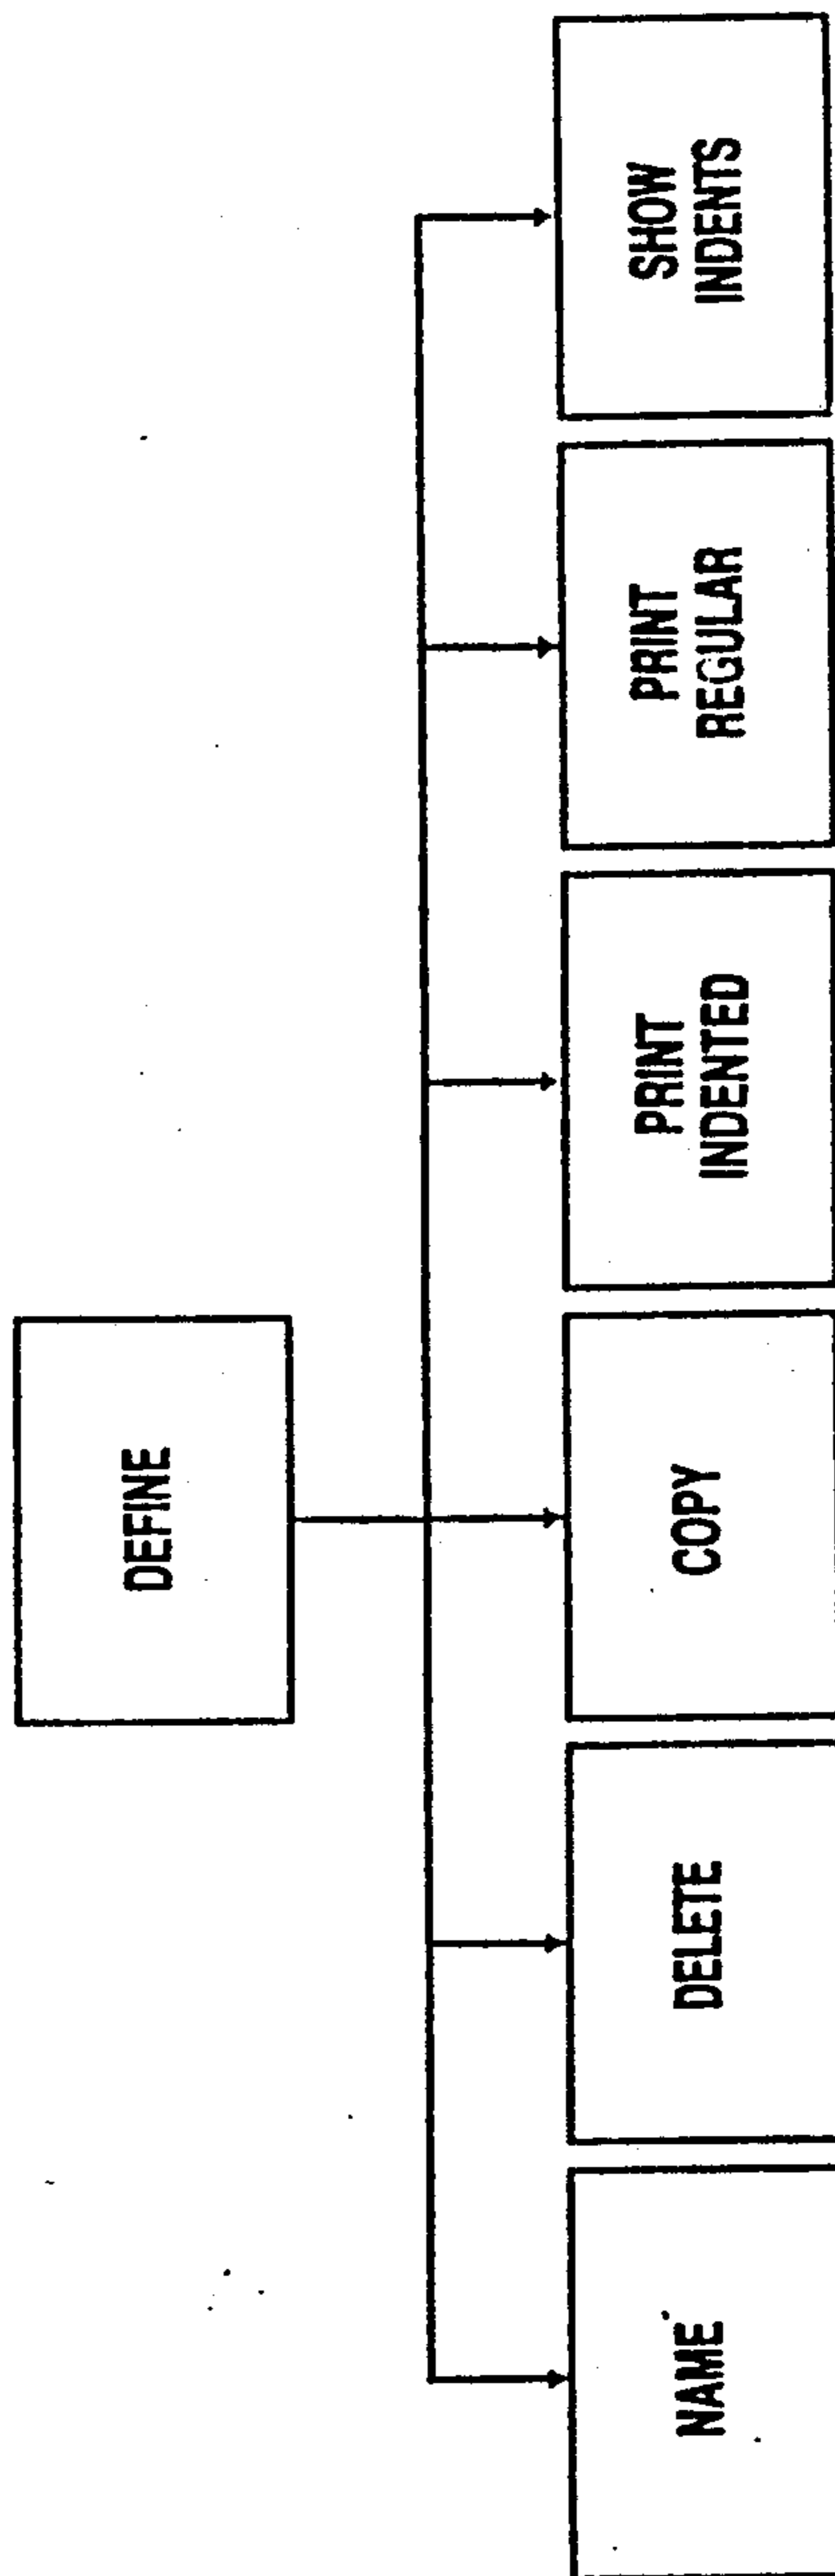 DEFINE
NAME
DELETE
COPY
PRINT
INDENTED
PRINT
REGULAR
SHOW
INDENTS